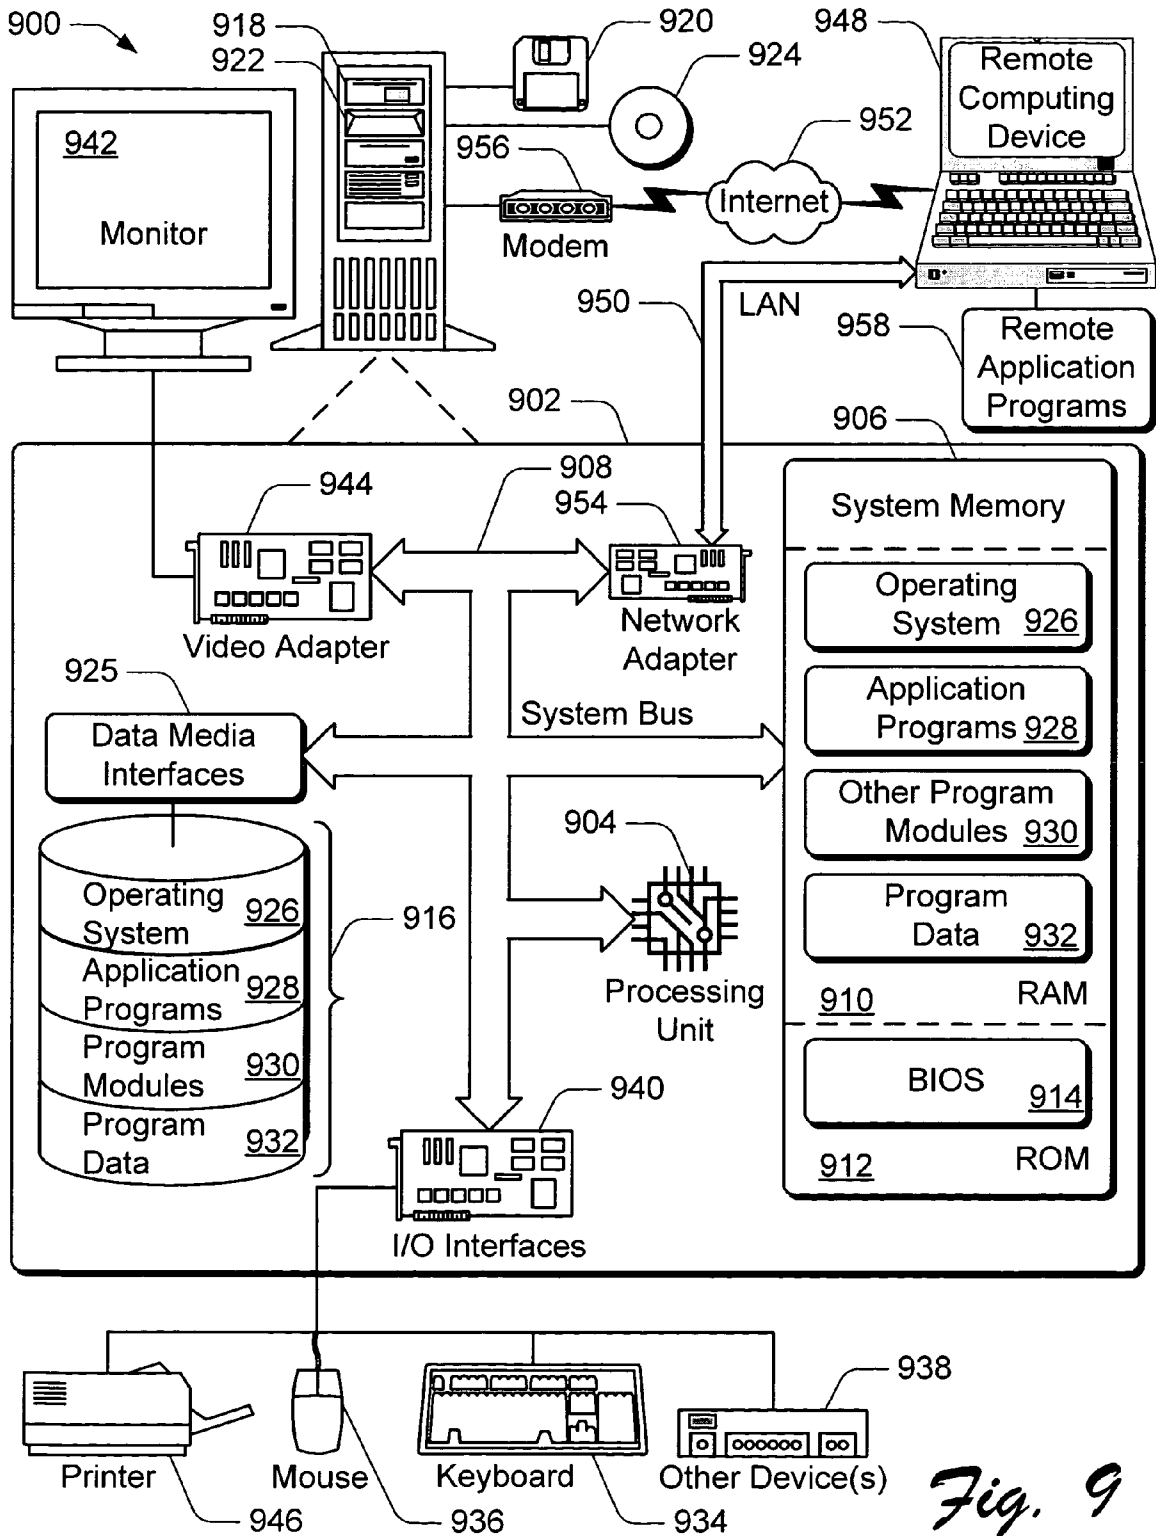 900
918
922
920
924
948
Remote
Computing
Device
942
Monitor
956
Modem
952
Internet
950
LAN
958
Remote
Application
Programs
902
906
944
908
954
System Memory
Video Adapter
Network
Adapter
Operating
System 926
925
Data Media
Interfaces
System Bus
Application
Programs 928
Other Program
Modules 930
904
Operating
System 926
916
Program
Data 932
Application
Programs 928
Processing
Unit
910 RAM
Program
Modules 930
940
BIOS 914
Program
Data 932
912 ROM
I/O Interfaces
938
Printer
Mouse
Keyboard
Other Device(s)
946
936
934
Fig. 9